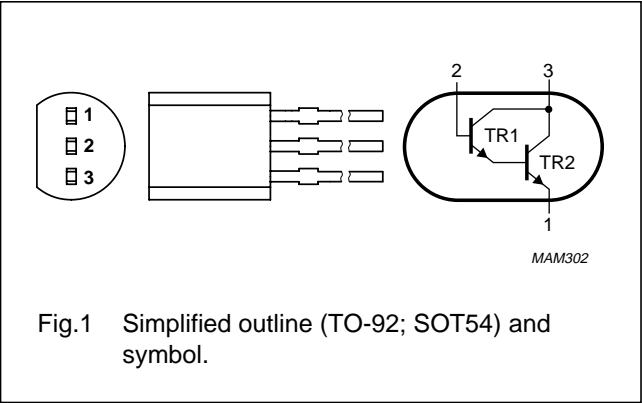 2 3
1
2
3
TR1
TR2
1
MAM302
Fig.1 Simplified outline (TO-92; SOT54) and
symbol.